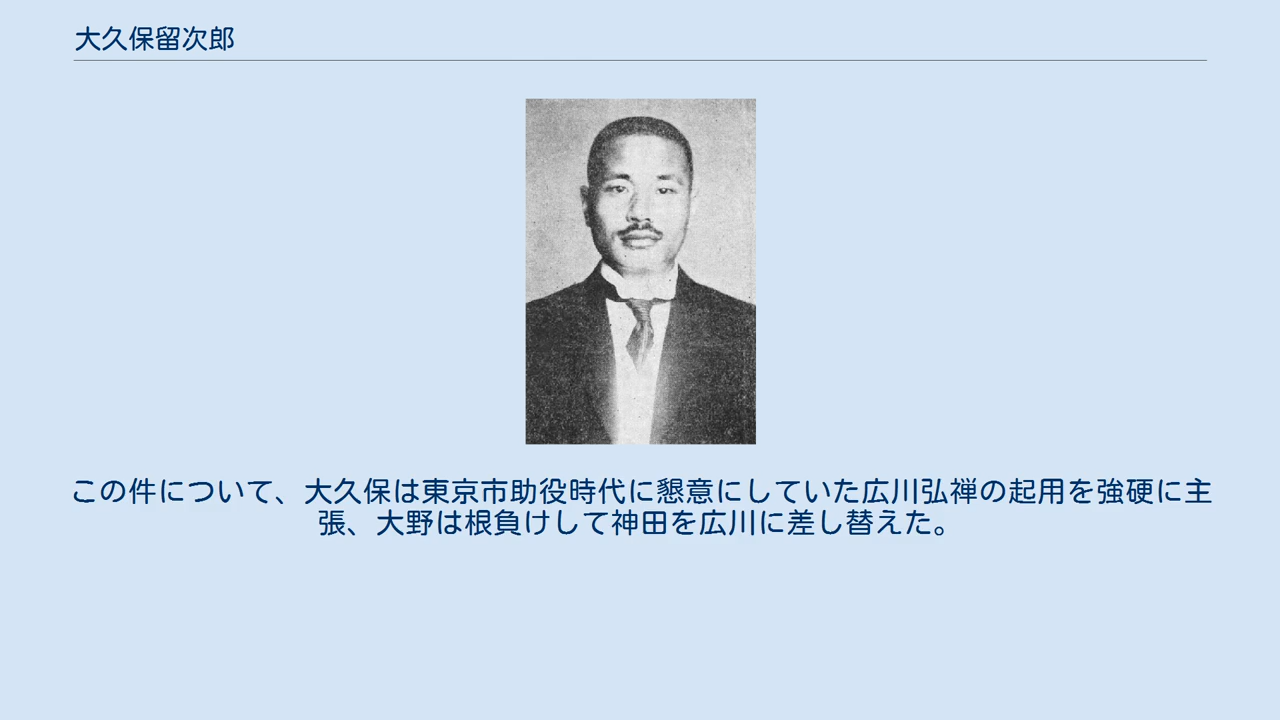 大久保留次郎
この件について、大久保は東京市助役時代に懇意にしていた広川弘禅の起用を強硬に主
張、大野は根負けして神田を広川に差し替えた。